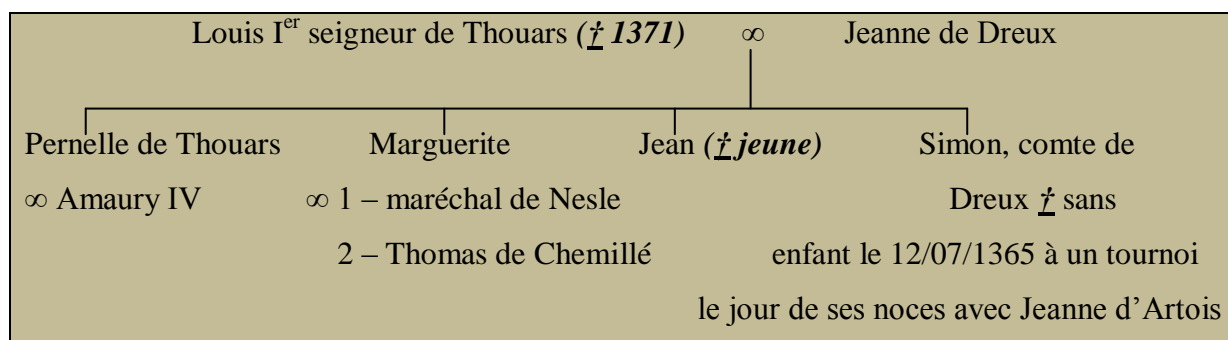 Louis Ier seigneur de Thouars († 1371) ∞ Jeanne de Dreux
Pernelle de Thouars Marguerite Jean († jeune) Simon, comte de
∞ Amaury IV ∞ 1 – maréchal de Nesle Dreux † sans
2 – Thomas de Chemillé enfant le 12/07/1365 à un tournoi
le jour de ses noces avec Jeanne d’Artois